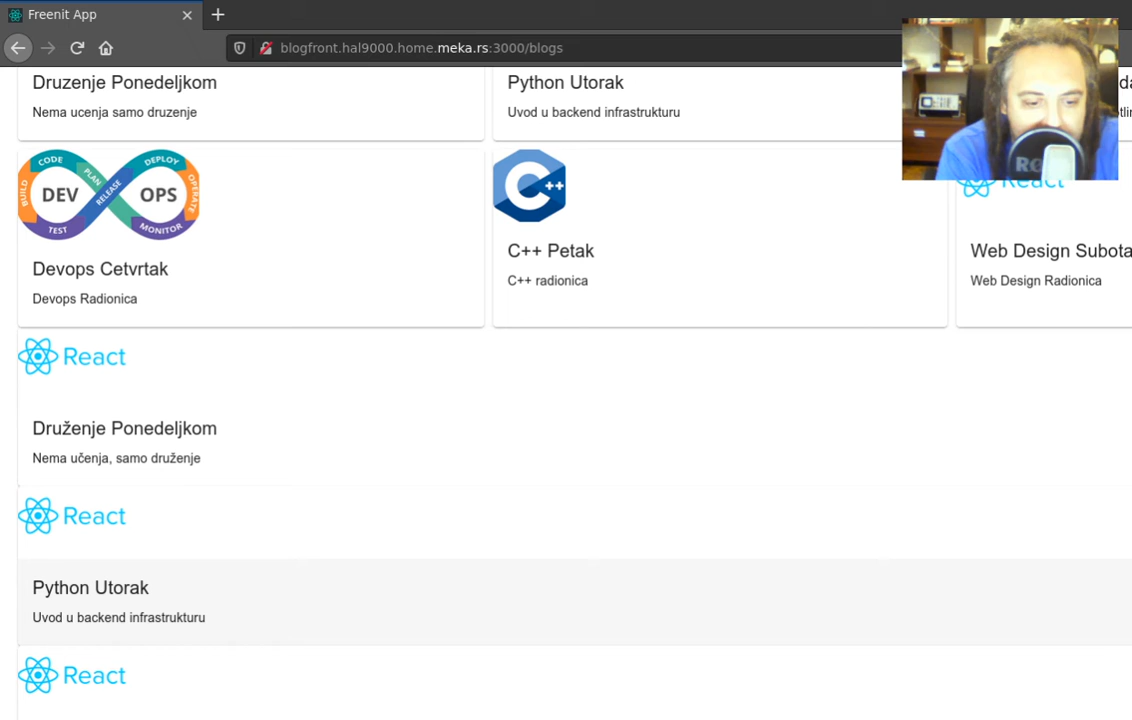 Freenit App
blogfront.hal9000.home.meka.rs:3000/blogs
Druzenje Ponedeljkom
Nema ucenja samo druzenje
Python Utorak
Uvod u backend infrastrukturu
CODE
DEPLOY
BUILD
PLAN
RELEASE
OPERATE
DEV
OPS
TEST
MONITOR
Devops Cetvrtak
Devops Radionica
C++
C++ Petak
C++ radionica
React
Web Design Subota
Web Design Radionica
React
Druženje Ponedeljkom
Nema učenja, samo druženje
React
Python Utorak
Uvod u backend infrastrukturu
React